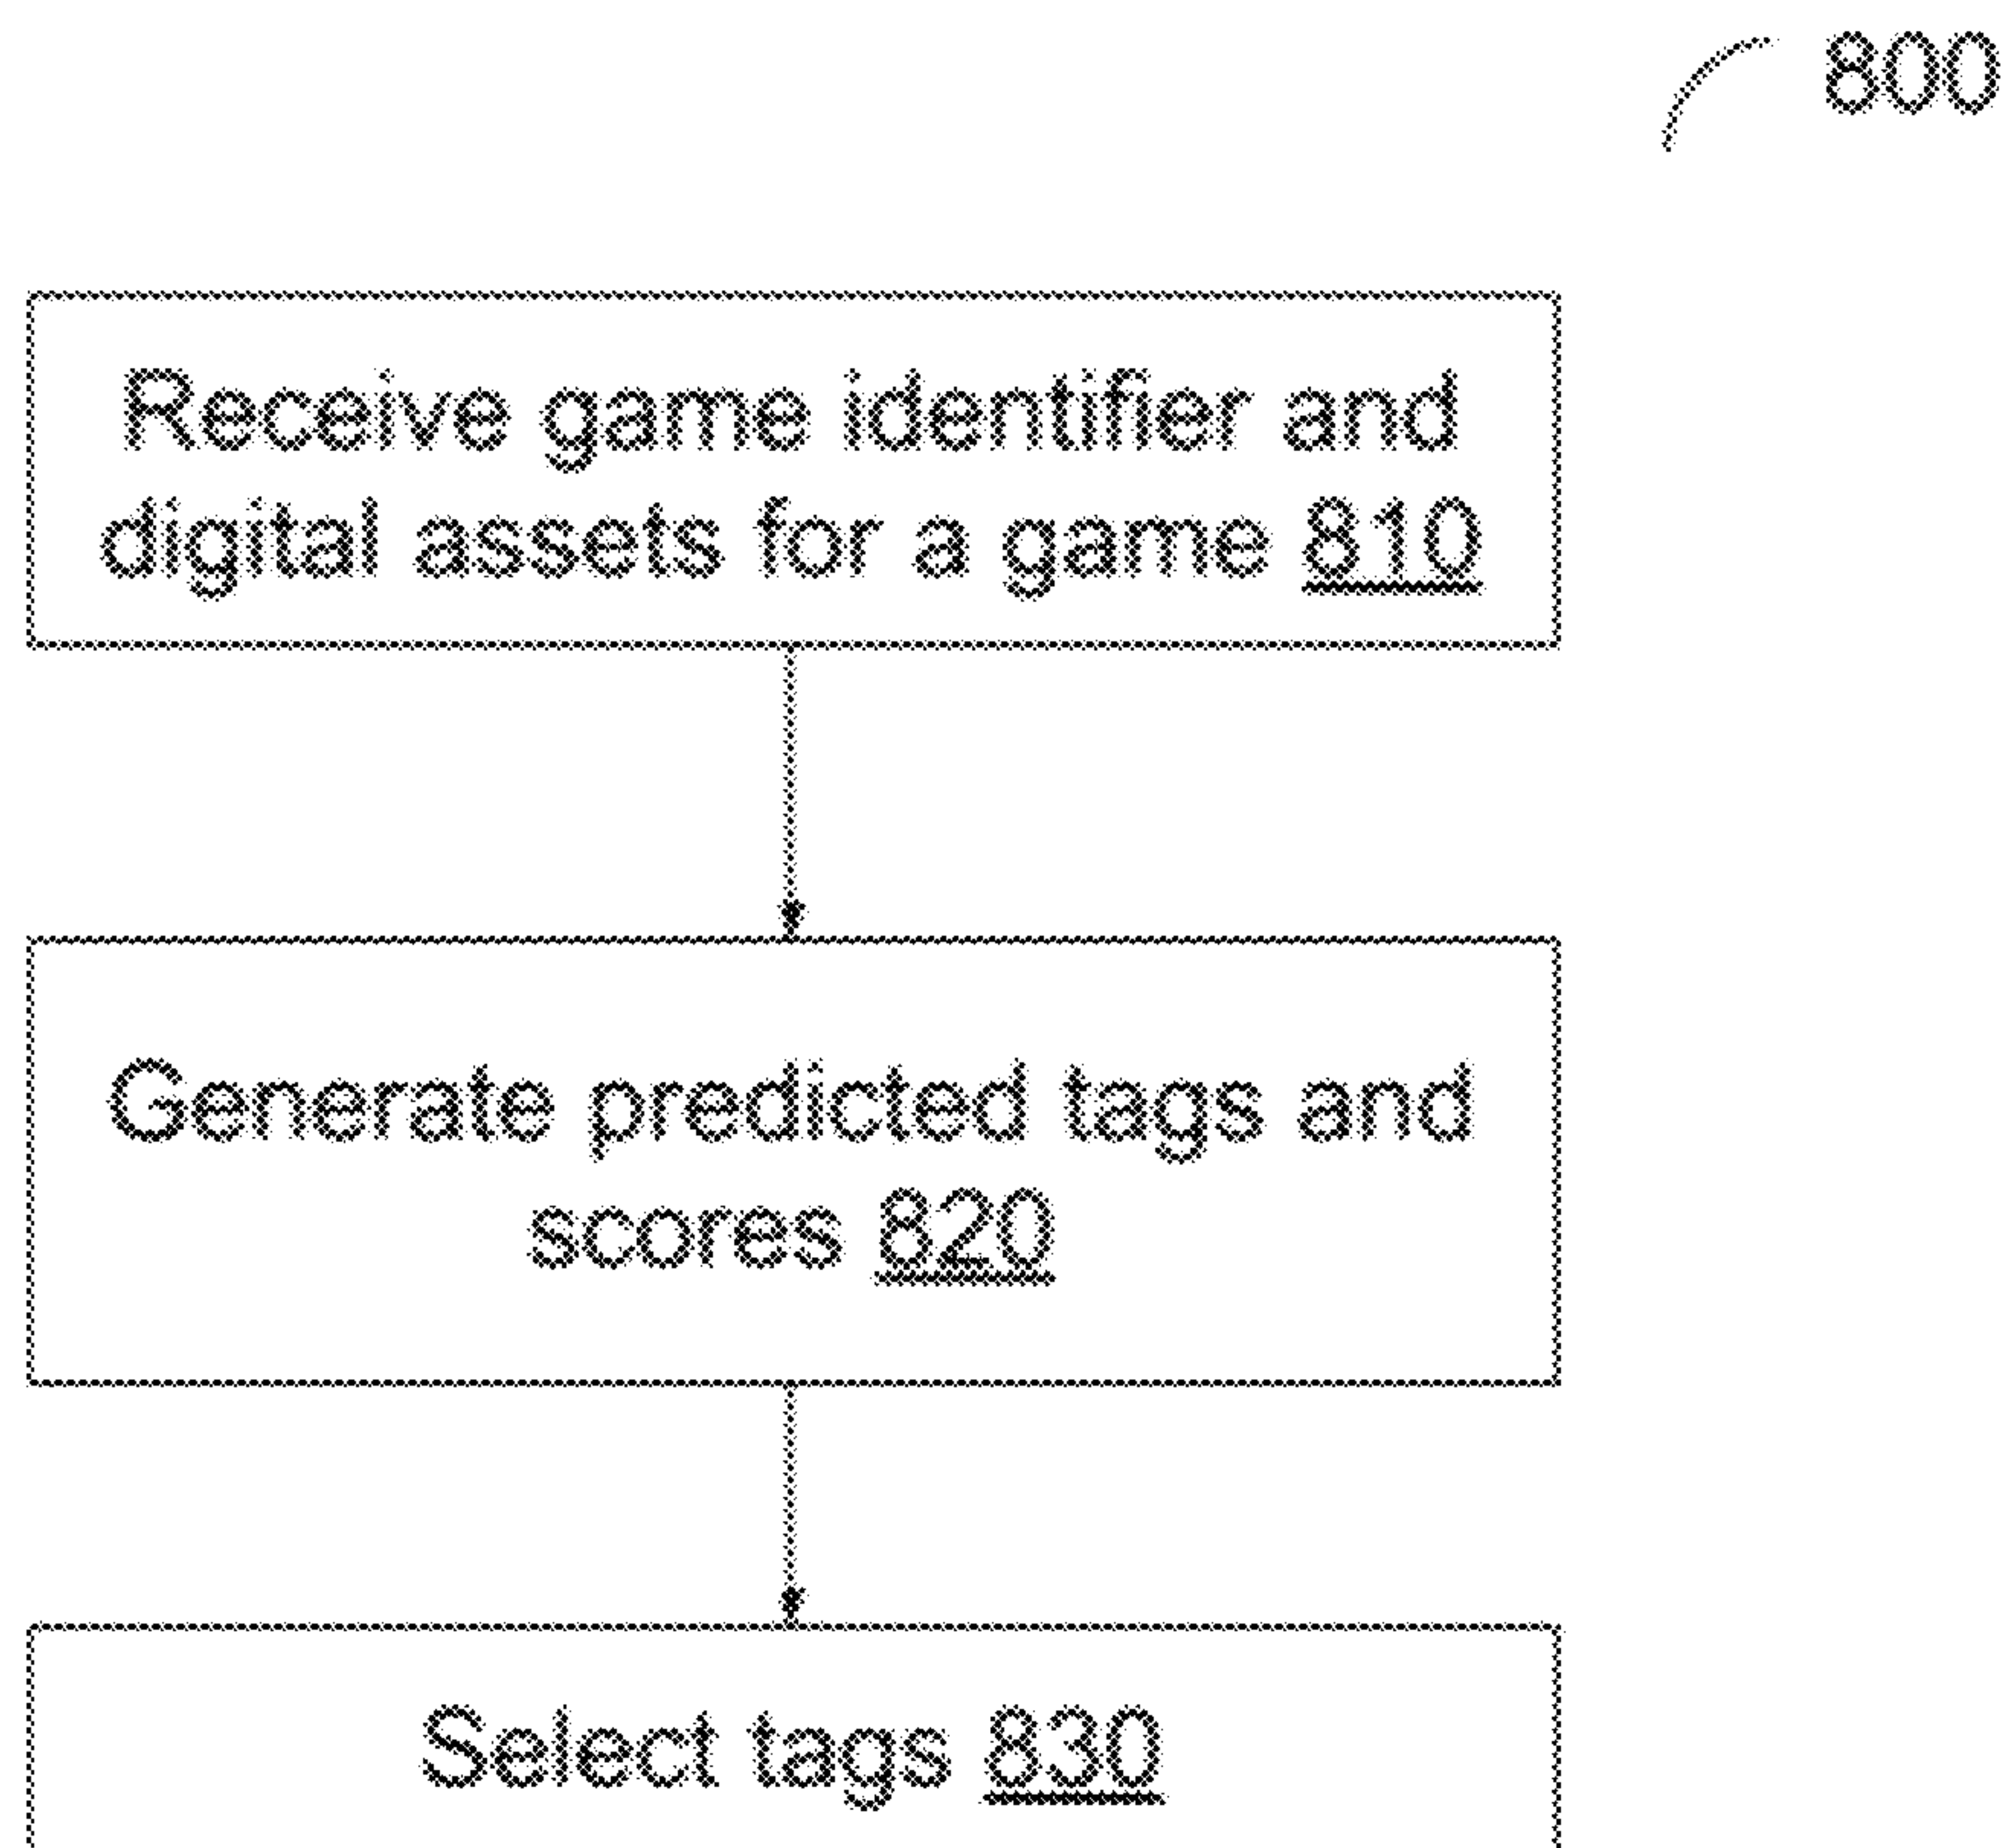 800
Receive game identifier and
digital assets for a game 810
Generate predicted tags and
scores 820
Select tags 830